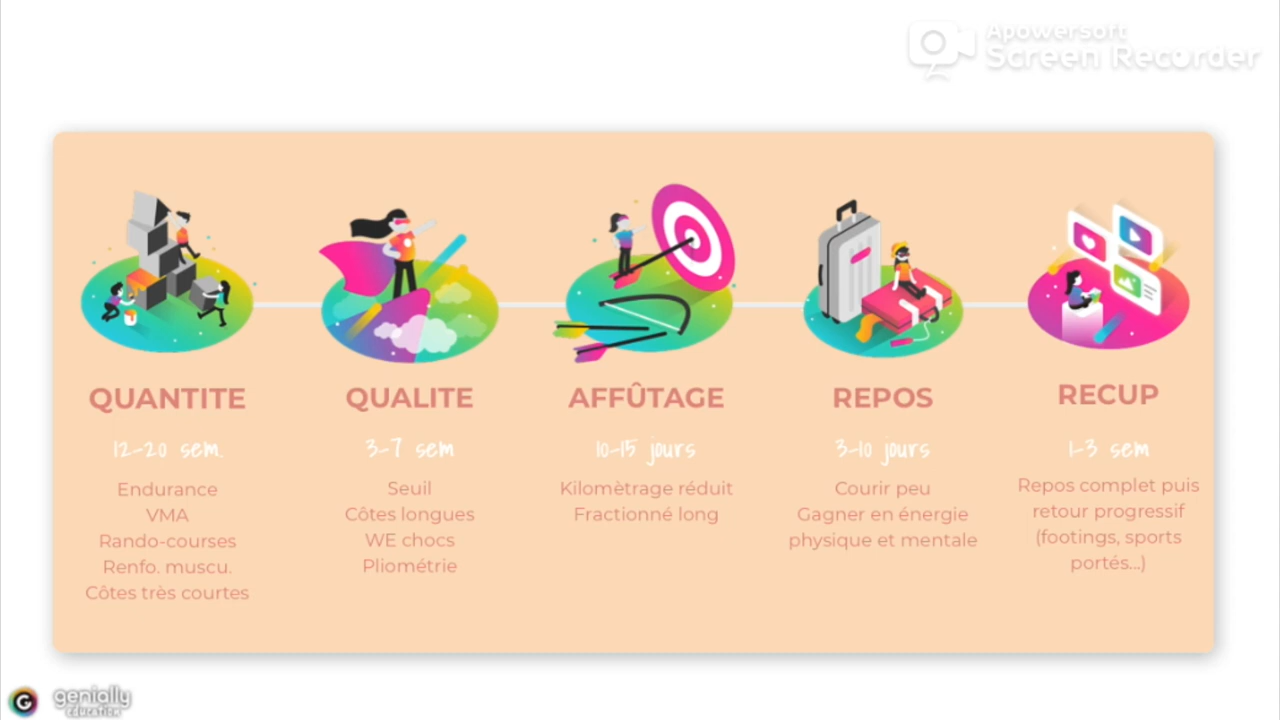 Apowersoft
Screen Recorder
QUANTITE
12-20 sem.
Endurance
VMA
Rando-courses
Renfo. muscu.
Côtes très courtes
QUALITE
3-7 sem
Seuil
Côtes longues
WE chocs
Pliométrie
AFFÛTAGE
10-15 jours
Kilomètrage réduit
Fractionné long
REPOS
3-10 jours
Courir peu
Gagner en énergie
physique et mentale
RECUP
1-3 sem
Repos complet puis
retour progressif
(footings, sports
portés...)
G
genially
education